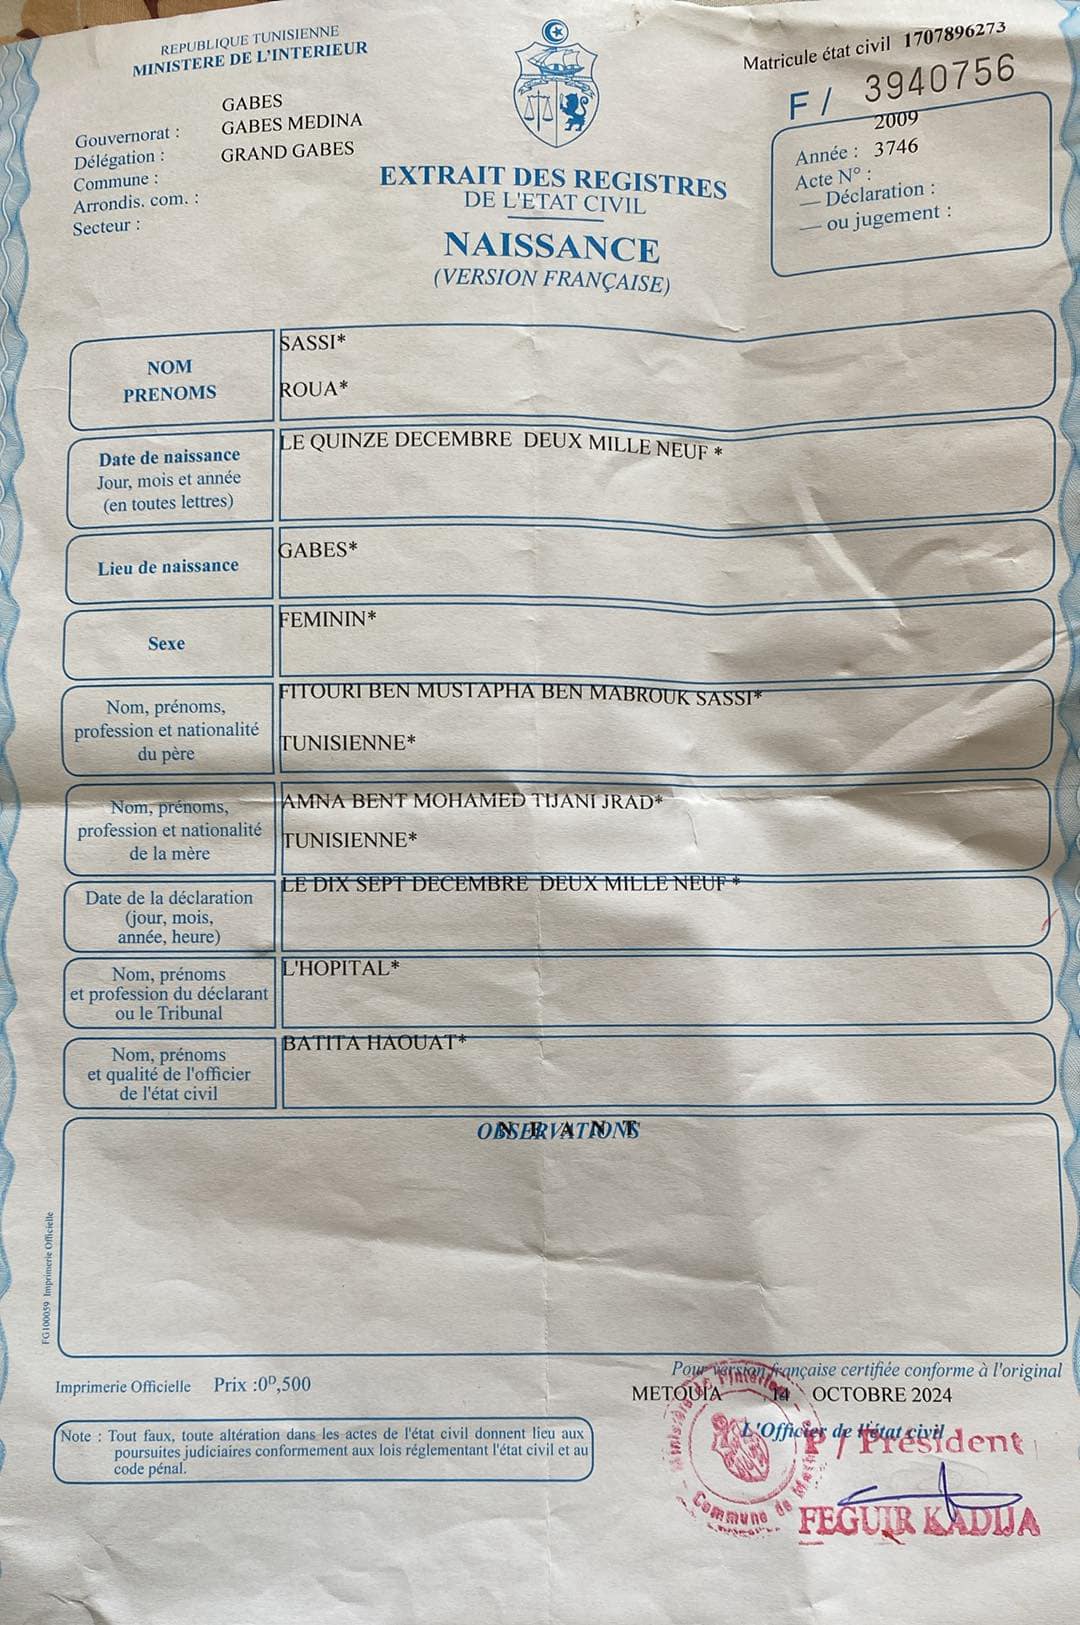 REPUBLIQUE TUNISIENNE
MINISTERE DE L'INTERIEUR
Matricule état civil 1707896273
F / 3940756
GABES
Gouvernorat : GABES MEDINA
Délégation : GRAND GABES
Commune :
Arrondis. com. :
Secteur :
2009
Année : 3746
Acte N° :
— Déclaration :
— ou jugement :
EXTRAIT DES REGISTRES
DE L'ETAT CIVIL
NAISSANCE
(VERSION FRANÇAISE)
NOM
PRENOMS
SASSI*
ROUA*
Date de naissance
Jour, mois et année
(en toutes lettres)
LE QUINZE DECEMBRE DEUX MILLE NEUF *
Lieu de naissance
GABES*
Sexe
FEMININ*
Nom, prénoms,
profession et nationalité
du père
FITOURI BEN MUSTAPHA BEN MABROUK SASSI*
TUNISIENNE*
Nom, prénoms,
profession et nationalité
de la mère
AMNA BENT MOHAMED TIJANI JRAD*
TUNISIENNE*
Date de la déclaration
(jour, mois,
année, heure)
LE DIX SEPT DECEMBRE DEUX MILLE NEUF *
Nom, prénoms
et profession du déclarant
ou le Tribunal
L'HOPITAL*
Nom, prénoms
et qualité de l'officier
de l'état civil
BATITA HAOUAT*
OBSERVATIONS
N E A N T
FG100059 Imprimerie Officielle
Imprimerie Officielle Prix :0ᴰ,500
Pour version française certifiée conforme à l'original
METOUIA 14 OCTOBRE 2024
L'Officier de l'état civil
P / Président
FEGUIR KADIJA
Ministère de l'Intérieur
Commune de
Note : Tout faux, toute altération dans les actes de l'état civil donnent lieu aux
poursuites judiciaires conformement aux lois réglementant l'état civil et au
code pénal.